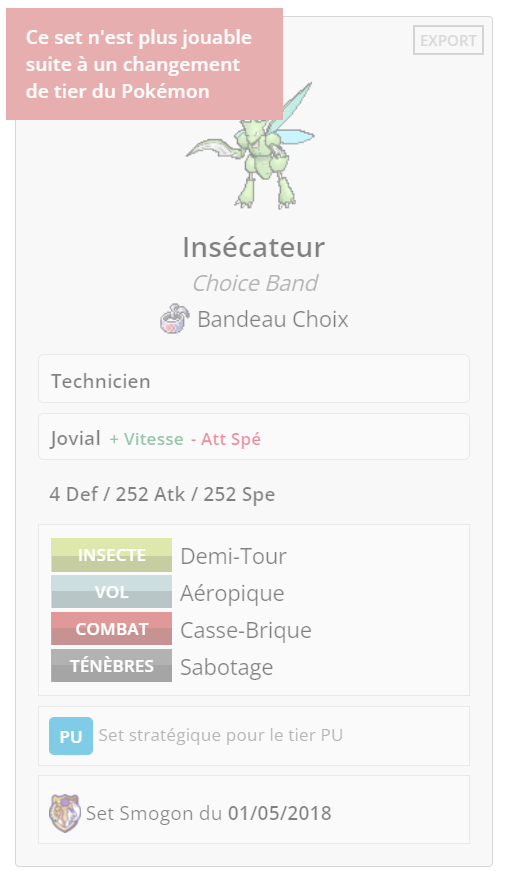 Ce set n'est plus jouable
suite à un changement
de tier du Pokémon
EXPORT
Insécateur
Choice Band
Bandeau Choix
Technicien
Jovial + Vitesse - Att Spé
4 Def / 252 Atk / 252 Spe
INSECTE Demi-Tour
VOL Aéropique
COMBAT Casse-Brique
TÉNÈBRES Sabotage
PU Set stratégique pour le tier PU
Set Smogon du 01/05/2018